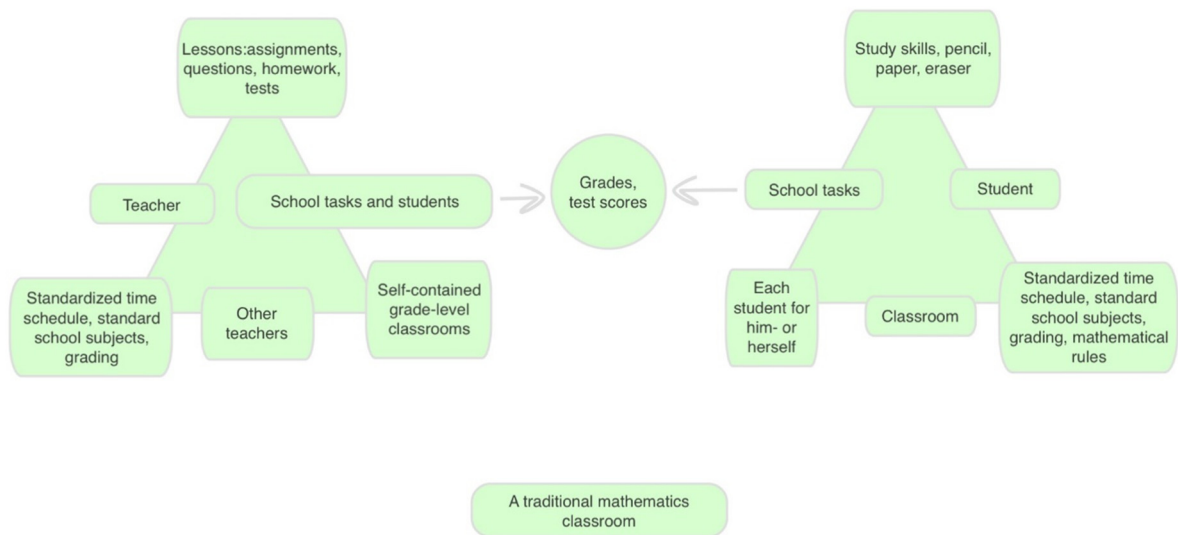 Lessons:assignments,
questions, homework,
tests
Teacher
School tasks and students
Standardized time
schedule, standard
school subjects,
grading
Other
teachers
Self-contained
grade-level
classrooms
Grades,
test scores
Study skills, pencil,
paper, eraser
School tasks
Student
Each
student for
him- or
herself
Classroom
Standardized time
schedule, standard
school subjects,
grading, mathematical
rules
A traditional mathematics
classroom